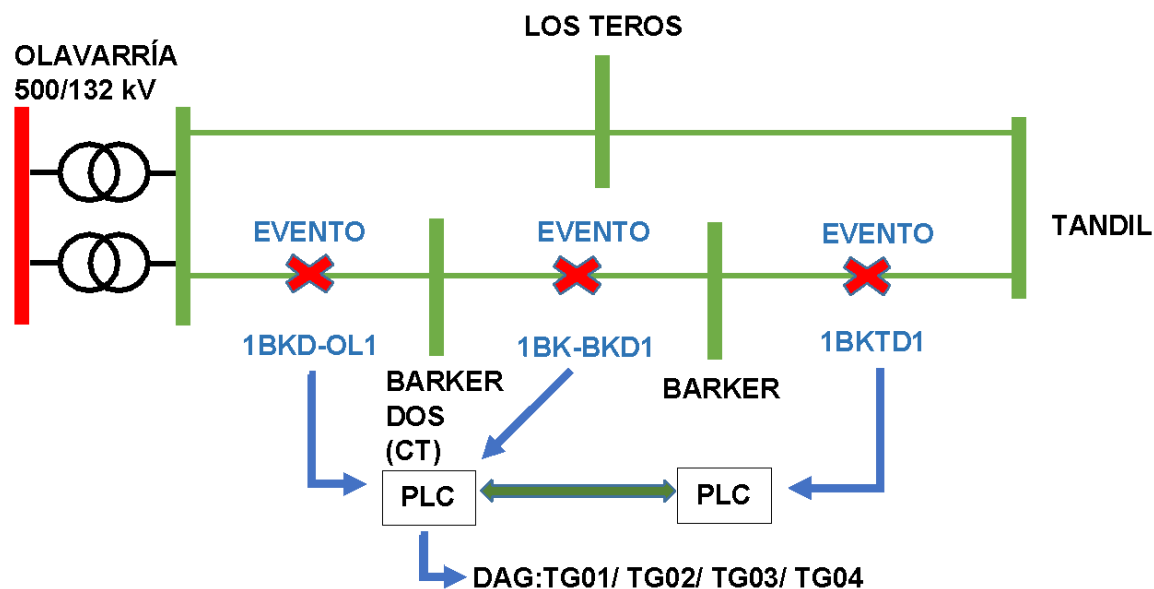 LOS TEROS
OLAVARRÍA
500/132 kV
EVENTO
EVENTO
EVENTO
TANDIL
1BKD-OL1
1BK-BKD1
1BKTD1
BARKER
DOS
(CT)
BARKER
PLC
PLC
DAG:TG01/ TG02/ TG03/ TG04